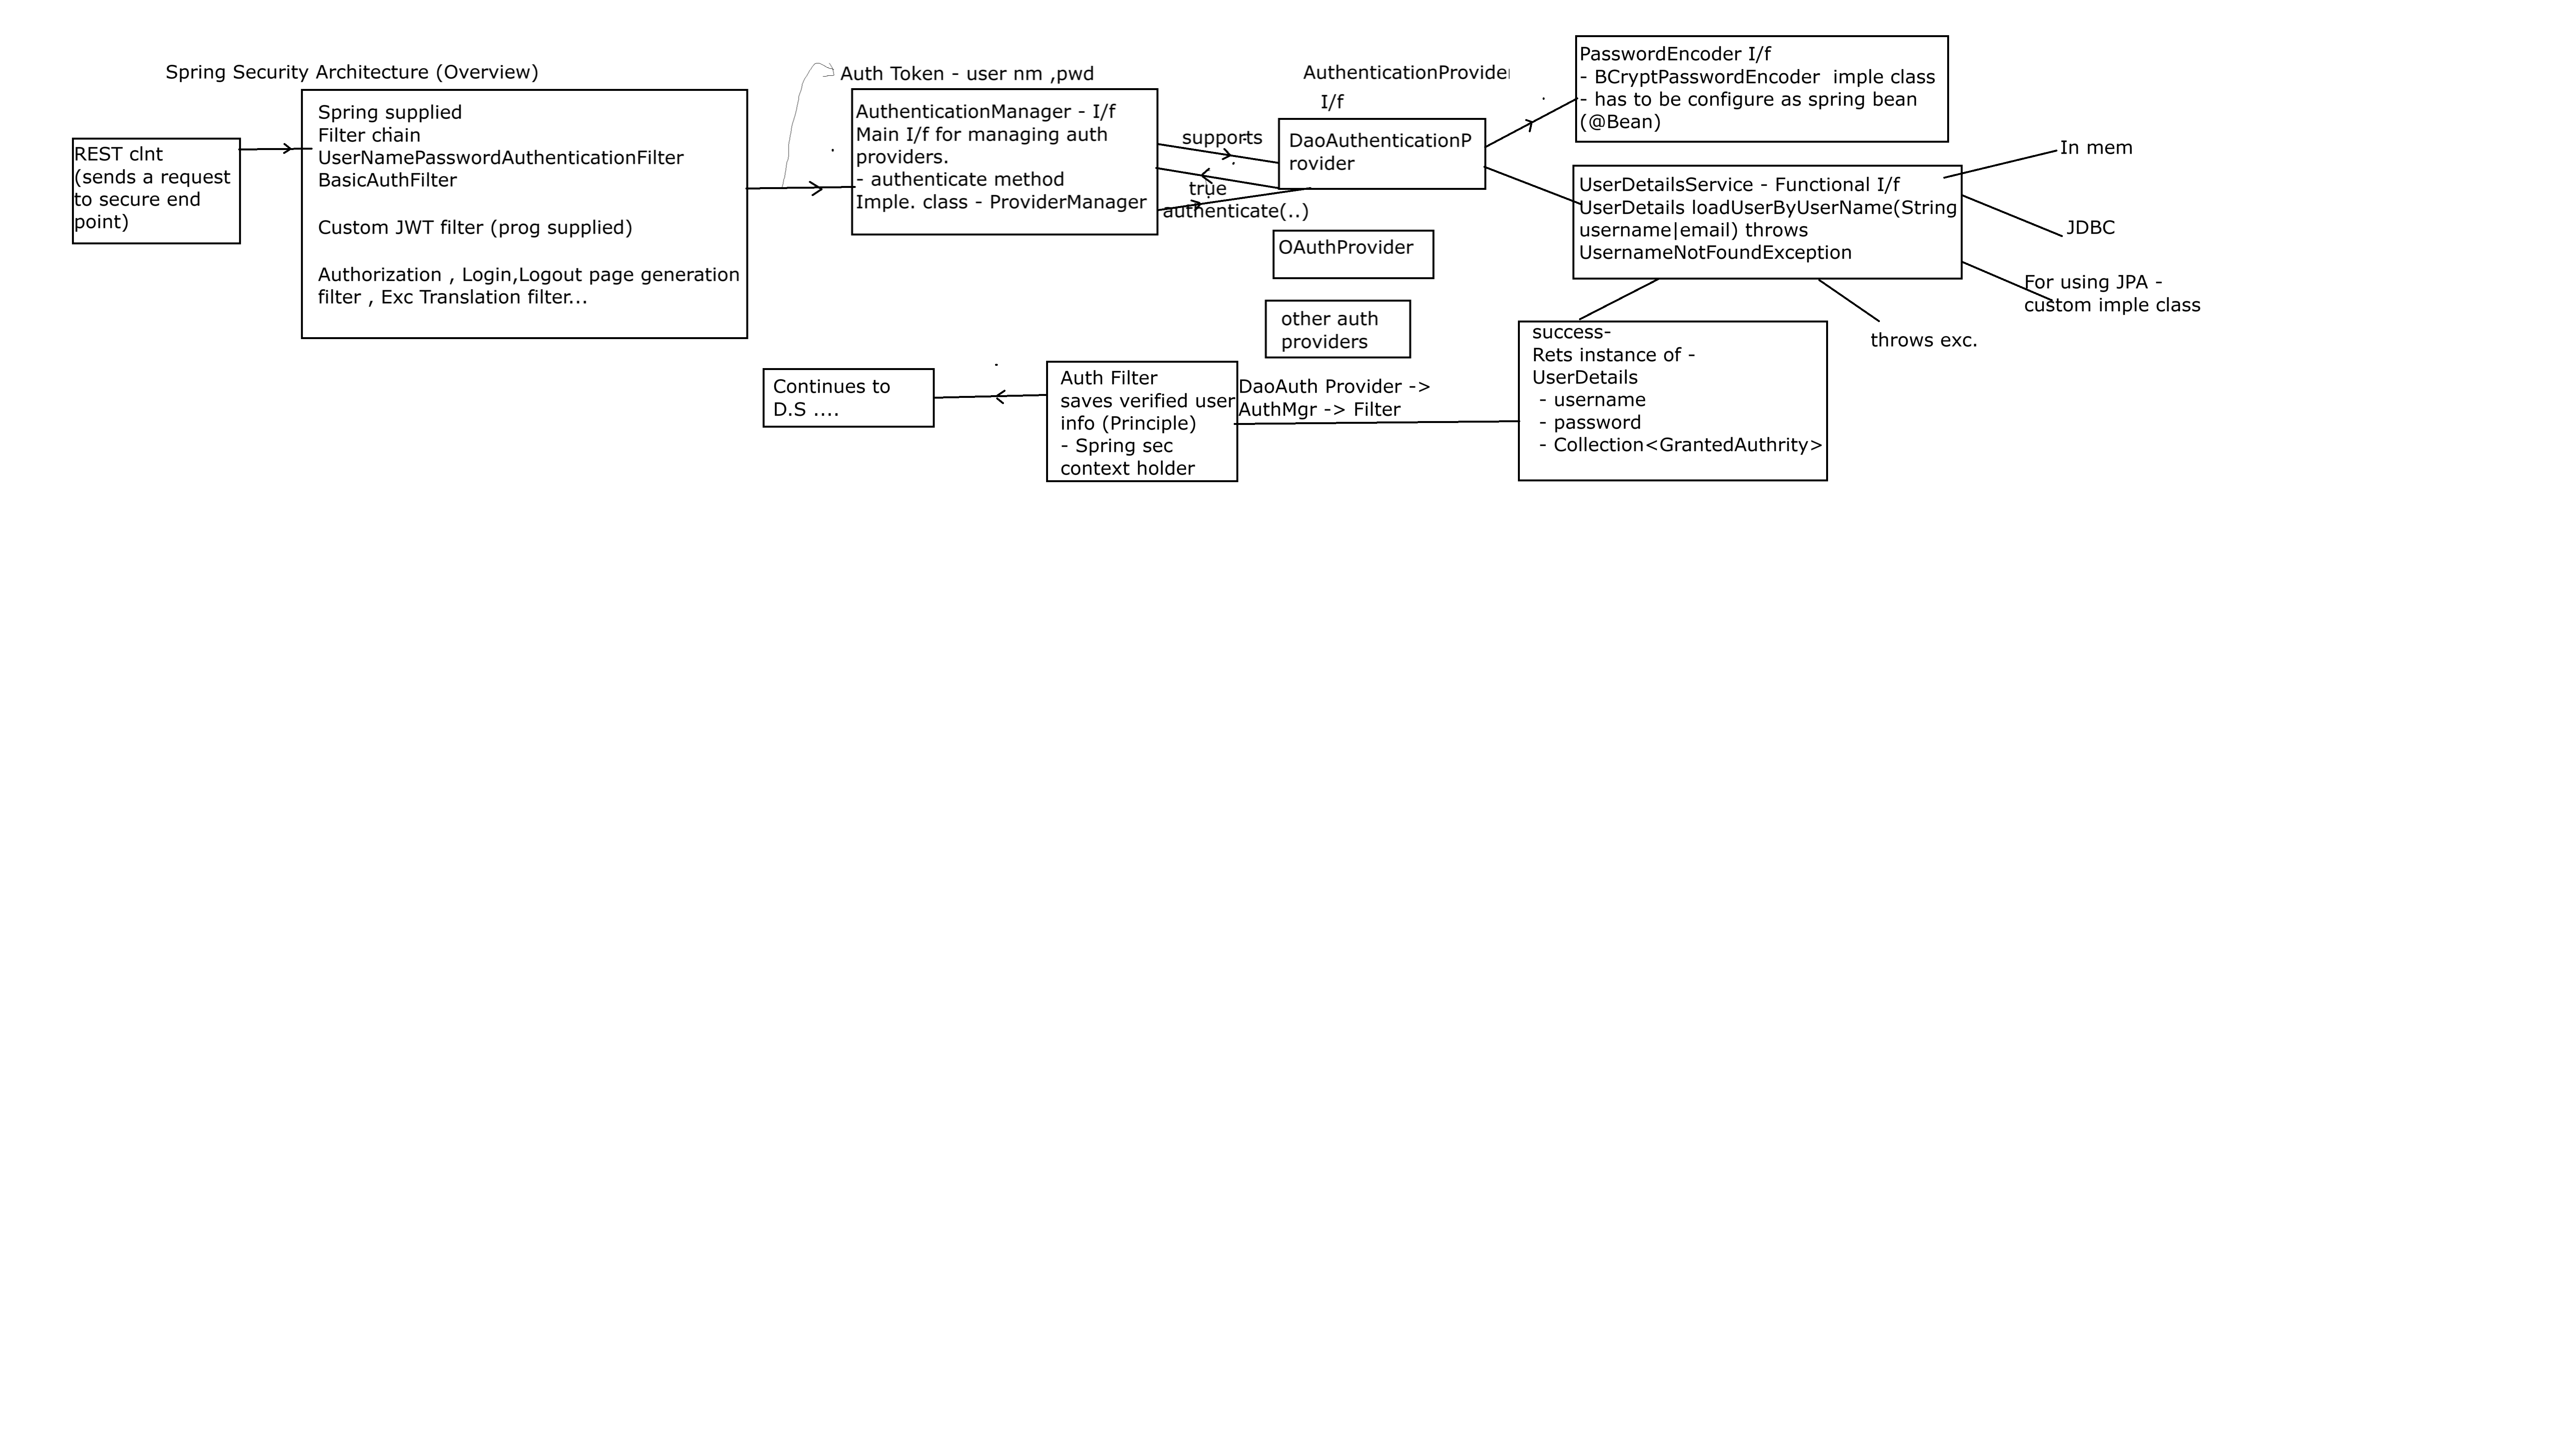 Spring Security Architecture (Overview)
REST clnt
(sends a request
to secure end
point)
Spring supplied
Filter chain
UserNamePasswordAuthenticationFilter
BasicAuthFilter
Custom JWT filter (prog supplied)
Authorization , Login,Logout page generation
filter , Exc Translation filter...
Auth Token - user nm ,pwd
AuthenticationManager - I/f
Main I/f for managing auth
providers.
- authenticate method
Imple. class - ProviderManager
supports
true
authenticate(..)
AuthenticationProvider
I/f
DaoAuthenticationP
rovider
OAuthProvider
other auth
providers
PasswordEncoder I/f
- BCryptPasswordEncoder  imple class
- has to be configure as spring bean
(@Bean)
UserDetailsService - Functional I/f
UserDetails loadUserByUserName(String
username|email) throws
UsernameNotFoundException
In mem
JDBC
For using JPA -
custom imple class
throws exc.
success-
Rets instance of -
UserDetails
- username
- password
- Collection<GrantedAuthrity>
DaoAuth Provider ->
AuthMgr -> Filter
Auth Filter
saves verified user
info (Principle)
- Spring sec
context holder
Continues to
D.S ....